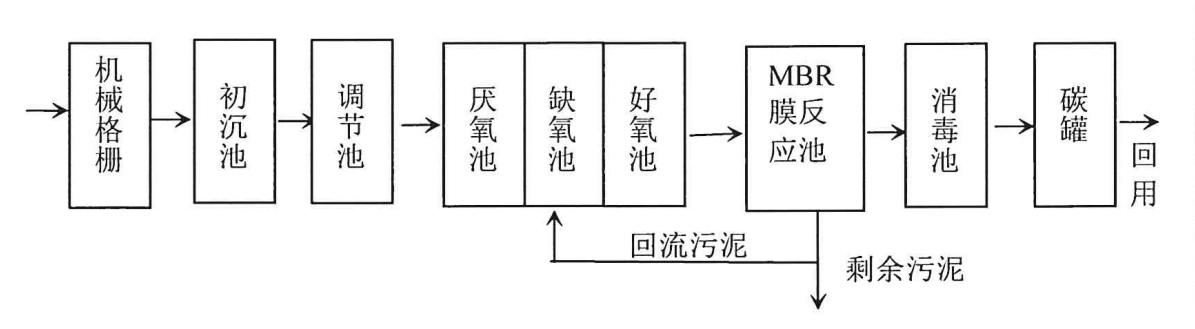 机械格栅
初沉池
调节池
厌氧池
缺氧池
好氧池
MBR
膜反
应池
消毒池
碳罐
回用
回流污泥
剩余污泥